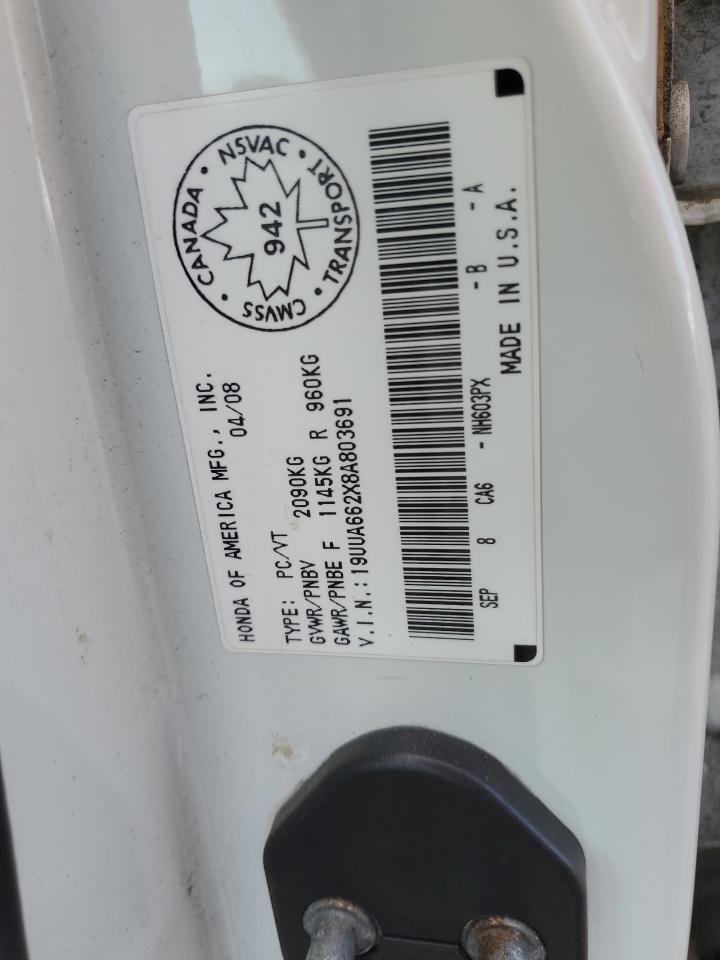 HONDA OF AMERICA MFG., INC.
04/08
TYPE: PC/VT
GVWR/PNBV 2090KG
GAWR/PNBE F 1145KG R 960KG
V.I.N.: 19UUA662X8A803691
CANADA • NSVAC • TRANSPORT • CMVSS •
942
SEP 8 CA6 - NH603PX - B - A
MADE IN U.S.A.